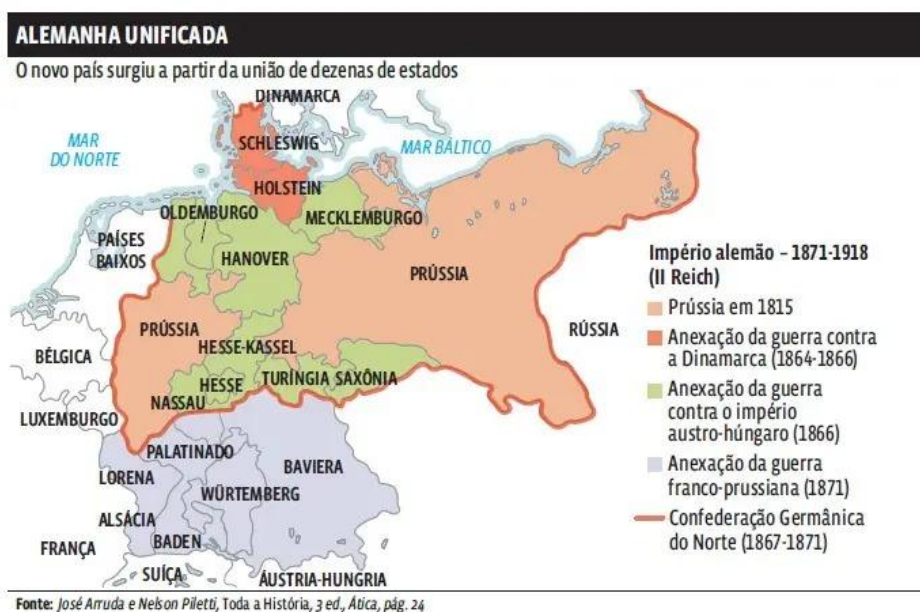 ALEMANHA UNIFICADA
O novo país surgiu a partir da união de dezenas de estados
DINAMARCA
MAR
DO NORTE
SCHLESWIG
MAR BÁLTICO
HOLSTEIN
OLDEMBURGO
MECKLEMBURGO
PAÍSES
BAIXOS
HANOVER
PRÚSSIA
PRÚSSIA
RÚSSIA
BÉLGICA
HESSE-KASSEL
HESSE
TURÍNGIA
SAXÔNIA
NASSAU
LUXEMBURGO
PALATINADO
LORENA
BAVIERA
WÜRTEMBERG
ALSÁCIA
BADEN
FRANÇA
SUÍÇA
ÁUSTRIA-HUNGRIA
Império alemão – 1871-1918
(II Reich)
Prússia em 1815
Anexação da guerra contra
a Dinamarca (1864-1866)
Anexação da guerra
contra o império
austro-húngaro (1866)
Anexação da guerra
franco-prussiana (1871)
Confederação Germânica
do Norte (1867-1871)
Fonte: José Arruda e Nelson Piletti, Toda a História, 3 ed., Ática, pág. 24